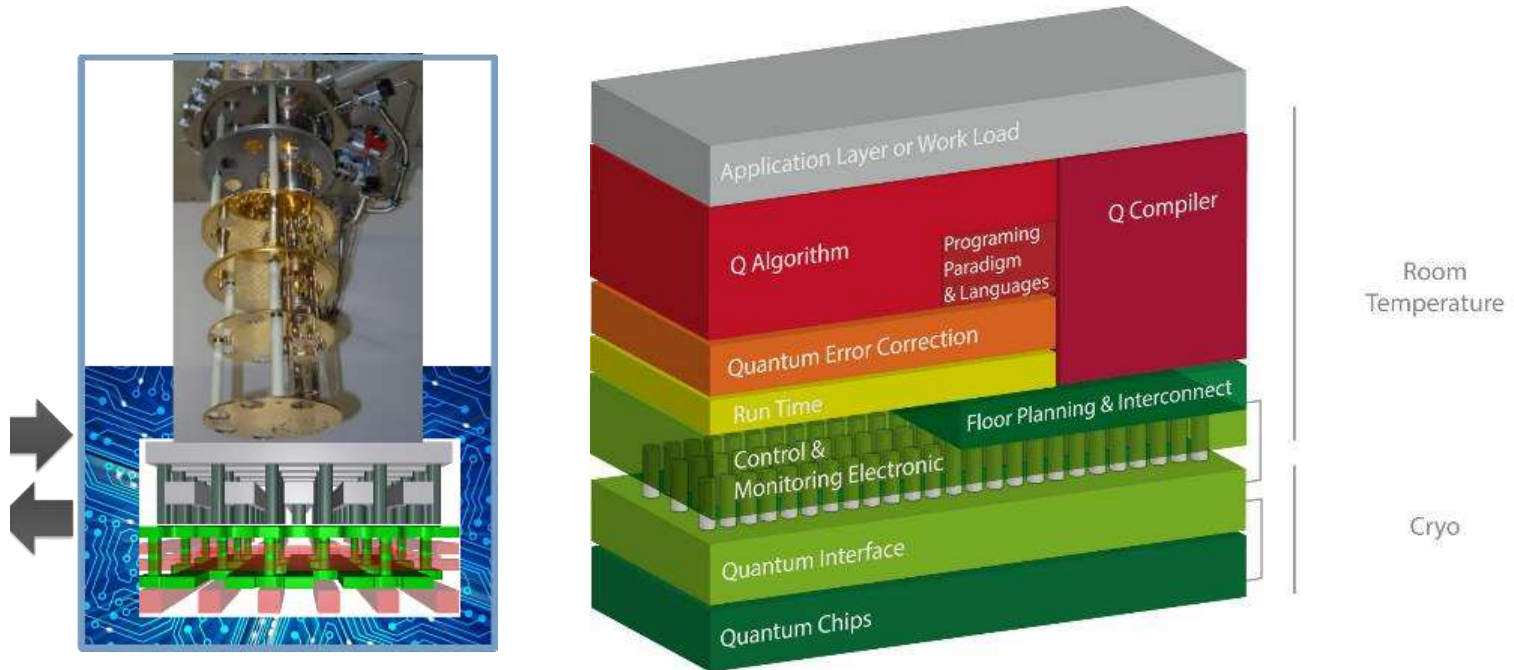 Application Layer or Work Load
Q Algorithm
Programing
Paradigm
& Languages
Q Compiler
Quantum Error Correction
Run Time
Floor Planning & Interconnect
Control &
Monitoring Electronic
Quantum Interface
Quantum Chips
Room
Temperature
Cryo